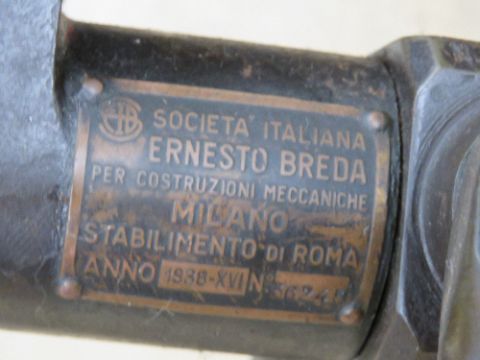 SOCIETA' ITALIANA
ERNESTO BREDA
PER COSTRUZIONI MECCANICHE
MILANO
STABILIMENTO DI ROMA
ANNO 1938-XVI N°